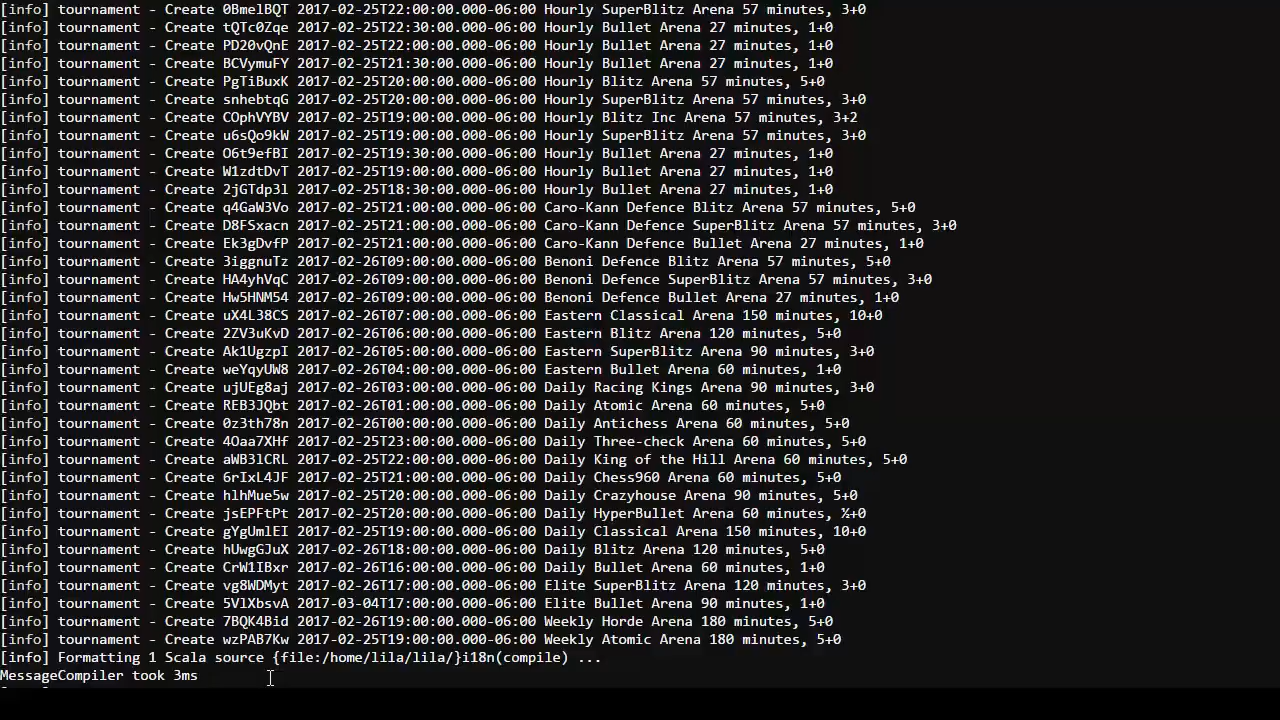 [info] tournament - Create 0BmelBQT 2017-02-25T22:00:00.000-06:00 Hourly SuperBlitz Arena 57 minutes, 3+0
[info] tournament - Create tQTc0Zqe 2017-02-25T22:30:00.000-06:00 Hourly Bullet Arena 27 minutes, 1+0
[info] tournament - Create PD20vQnE 2017-02-25T22:00:00.000-06:00 Hourly Bullet Arena 27 minutes, 1+0
[info] tournament - Create BCVymuFY 2017-02-25T21:30:00.000-06:00 Hourly Bullet Arena 27 minutes, 1+0
[info] tournament - Create PgTiBuxK 2017-02-25T20:00:00.000-06:00 Hourly Blitz Arena 57 minutes, 5+0
[info] tournament - Create snhebtqG 2017-02-25T20:00:00.000-06:00 Hourly SuperBlitz Arena 57 minutes, 3+0
[info] tournament - Create COphVYBV 2017-02-25T19:00:00.000-06:00 Hourly Blitz Inc Arena 57 minutes, 3+2
[info] tournament - Create u6sQo9kW 2017-02-25T19:00:00.000-06:00 Hourly SuperBlitz Arena 57 minutes, 3+0
[info] tournament - Create O6t9efBI 2017-02-25T19:30:00.000-06:00 Hourly Bullet Arena 27 minutes, 1+0
[info] tournament - Create W1zdtDvT 2017-02-25T19:00:00.000-06:00 Hourly Bullet Arena 27 minutes, 1+0
[info] tournament - Create 2jGTdp3l 2017-02-25T18:30:00.000-06:00 Hourly Bullet Arena 27 minutes, 1+0
[info] tournament - Create q4GaW3Vo 2017-02-25T21:00:00.000-06:00 Caro-Kann Defence Blitz Arena 57 minutes, 5+0
[info] tournament - Create D8FSxacn 2017-02-25T21:00:00.000-06:00 Caro-Kann Defence SuperBlitz Arena 57 minutes, 3+0
[info] tournament - Create Ek3gDvfP 2017-02-25T21:00:00.000-06:00 Caro-Kann Defence Bullet Arena 27 minutes, 1+0
[info] tournament - Create 3iggnuTz 2017-02-26T09:00:00.000-06:00 Benoni Defence Blitz Arena 57 minutes, 5+0
[info] tournament - Create HA4yhVqC 2017-02-26T09:00:00.000-06:00 Benoni Defence SuperBlitz Arena 57 minutes, 3+0
[info] tournament - Create Hw5HNM54 2017-02-26T09:00:00.000-06:00 Benoni Defence Bullet Arena 27 minutes, 1+0
[info] tournament - Create uX4L38CS 2017-02-26T07:00:00.000-06:00 Eastern Classical Arena 150 minutes, 10+0
[info] tournament - Create 2ZV3uKvD 2017-02-26T06:00:00.000-06:00 Eastern Blitz Arena 120 minutes, 5+0
[info] tournament - Create Ak1UgzpI 2017-02-26T05:00:00.000-06:00 Eastern SuperBlitz Arena 90 minutes, 3+0
[info] tournament - Create weYqyUW8 2017-02-26T04:00:00.000-06:00 Eastern Bullet Arena 60 minutes, 1+0
[info] tournament - Create ujUEg8aj 2017-02-26T03:00:00.000-06:00 Daily Racing Kings Arena 90 minutes, 3+0
[info] tournament - Create REB3JQbt 2017-02-26T01:00:00.000-06:00 Daily Atomic Arena 60 minutes, 5+0
[info] tournament - Create 0z3th78n 2017-02-26T00:00:00.000-06:00 Daily Antichess Arena 60 minutes, 5+0
[info] tournament - Create 4Oaa7XHf 2017-02-25T23:00:00.000-06:00 Daily Three-check Arena 60 minutes, 5+0
[info] tournament - Create aWB3lCRL 2017-02-25T22:00:00.000-06:00 Daily King of the Hill Arena 60 minutes, 5+0
[info] tournament - Create 6rIxL4JF 2017-02-25T21:00:00.000-06:00 Daily Chess960 Arena 60 minutes, 5+0
[info] tournament - Create hlhMue5w 2017-02-25T20:00:00.000-06:00 Daily Crazyhouse Arena 90 minutes, 5+0
[info] tournament - Create jsEPFtPt 2017-02-25T20:00:00.000-06:00 Daily HyperBullet Arena 60 minutes, ½+0
[info] tournament - Create gYgUmlEI 2017-02-25T19:00:00.000-06:00 Daily Classical Arena 150 minutes, 10+0
[info] tournament - Create hUwgGJuX 2017-02-26T18:00:00.000-06:00 Daily Blitz Arena 120 minutes, 5+0
[info] tournament - Create CrW1IBxr 2017-02-26T16:00:00.000-06:00 Daily Bullet Arena 60 minutes, 1+0
[info] tournament - Create vg8WDMyt 2017-02-26T17:00:00.000-06:00 Elite SuperBlitz Arena 120 minutes, 3+0
[info] tournament - Create 5VlXbsvA 2017-03-04T17:00:00.000-06:00 Elite Bullet Arena 90 minutes, 1+0
[info] tournament - Create 7BQK4Bid 2017-02-25T19:00:00.000-06:00 Weekly Horde Arena 180 minutes, 5+0
[info] tournament - Create wzPAB7Kw 2017-02-25T19:00:00.000-06:00 Weekly Atomic Arena 180 minutes, 5+0
[info] Formatting 1 Scala source {file:/home/lila/lila/}i18n(compile) ...
MessageCompiler took 3ms